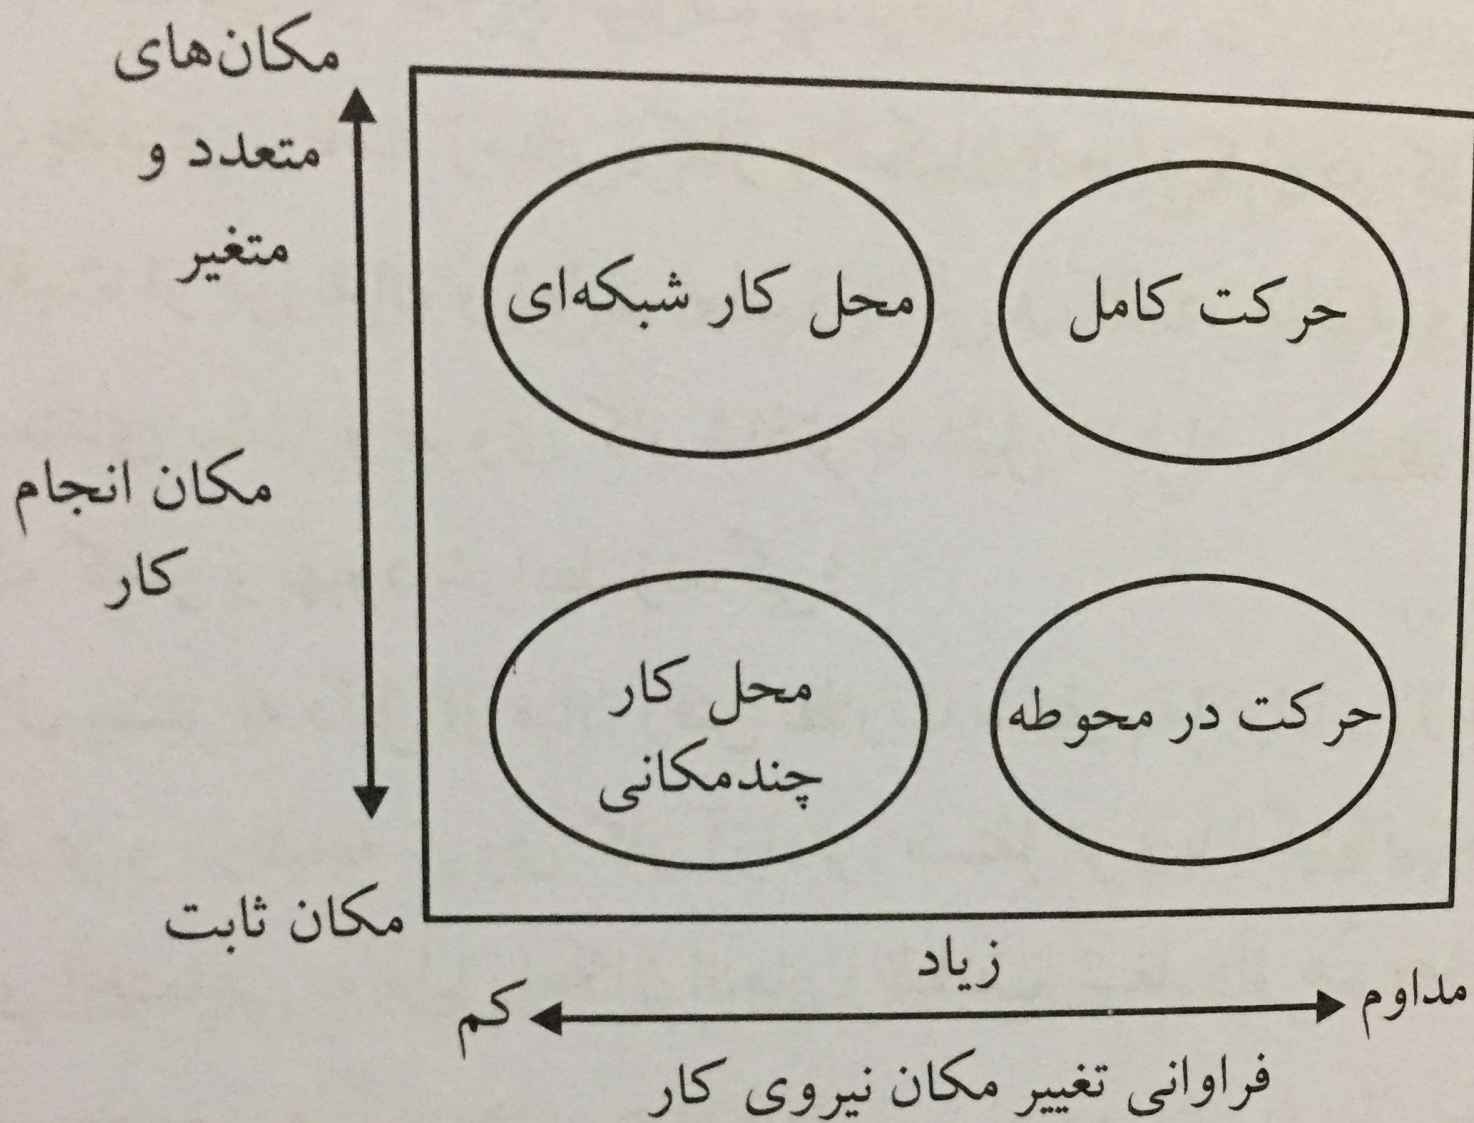 مکان‌های
متعدد و
متغیر
حرکت کامل
محل کار شبکه‌ای
مکان انجام
کار
حرکت در محوطه
محل کار
چندمکانی
مکان ثابت
زیاد
مداوم
کم
فراوانی تغییر مکان نیروی کار